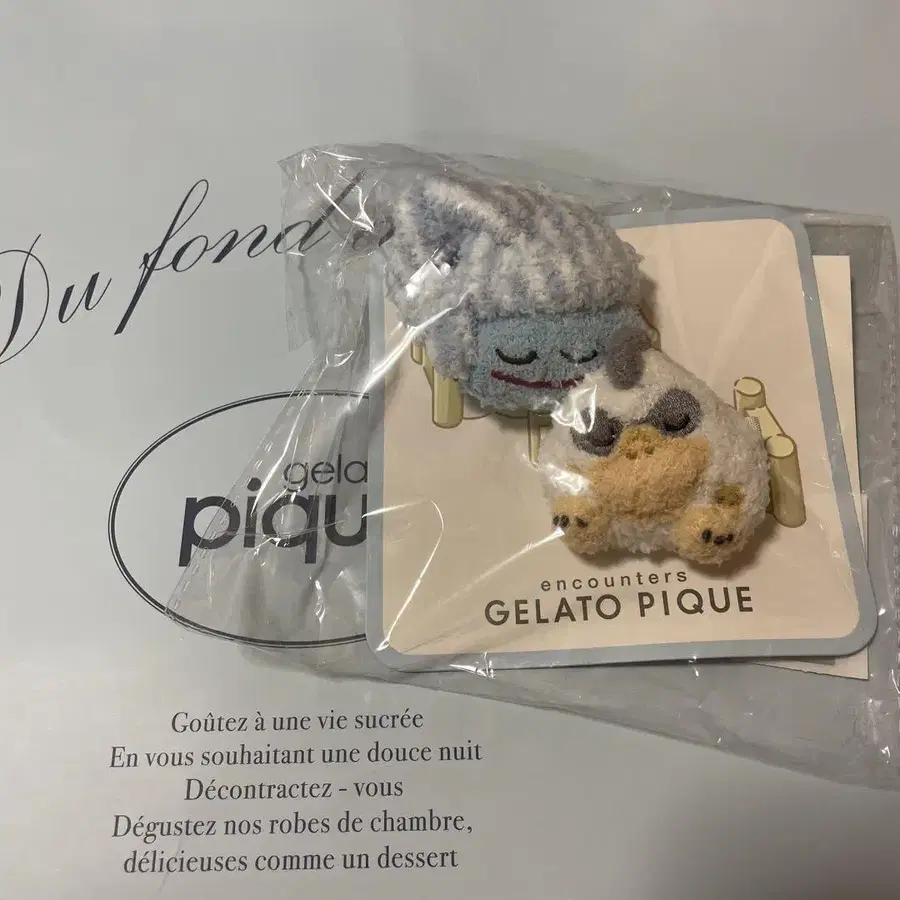 Du fond
gela
piqu
encounters
GELATO PIQUE
Goûtez à une vie sucrée
En vous souhaitant une douce nuit
Décontractez - vous
Dégustez nos robes de chambre,
délicieuses comme un dessert